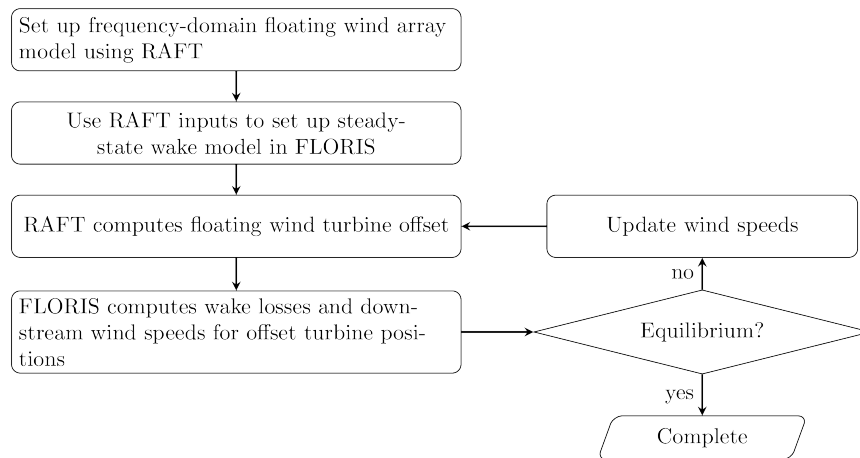 Set up frequency-domain floating wind array
model using RAFT
Use RAFT inputs to set up steady-
state wake model in FLORIS
RAFT computes floating wind turbine offset
Update wind speeds
no
FLORIS computes wake losses and down-
stream wind speeds for offset turbine posi-
tions
Equilibrium?
yes
Complete